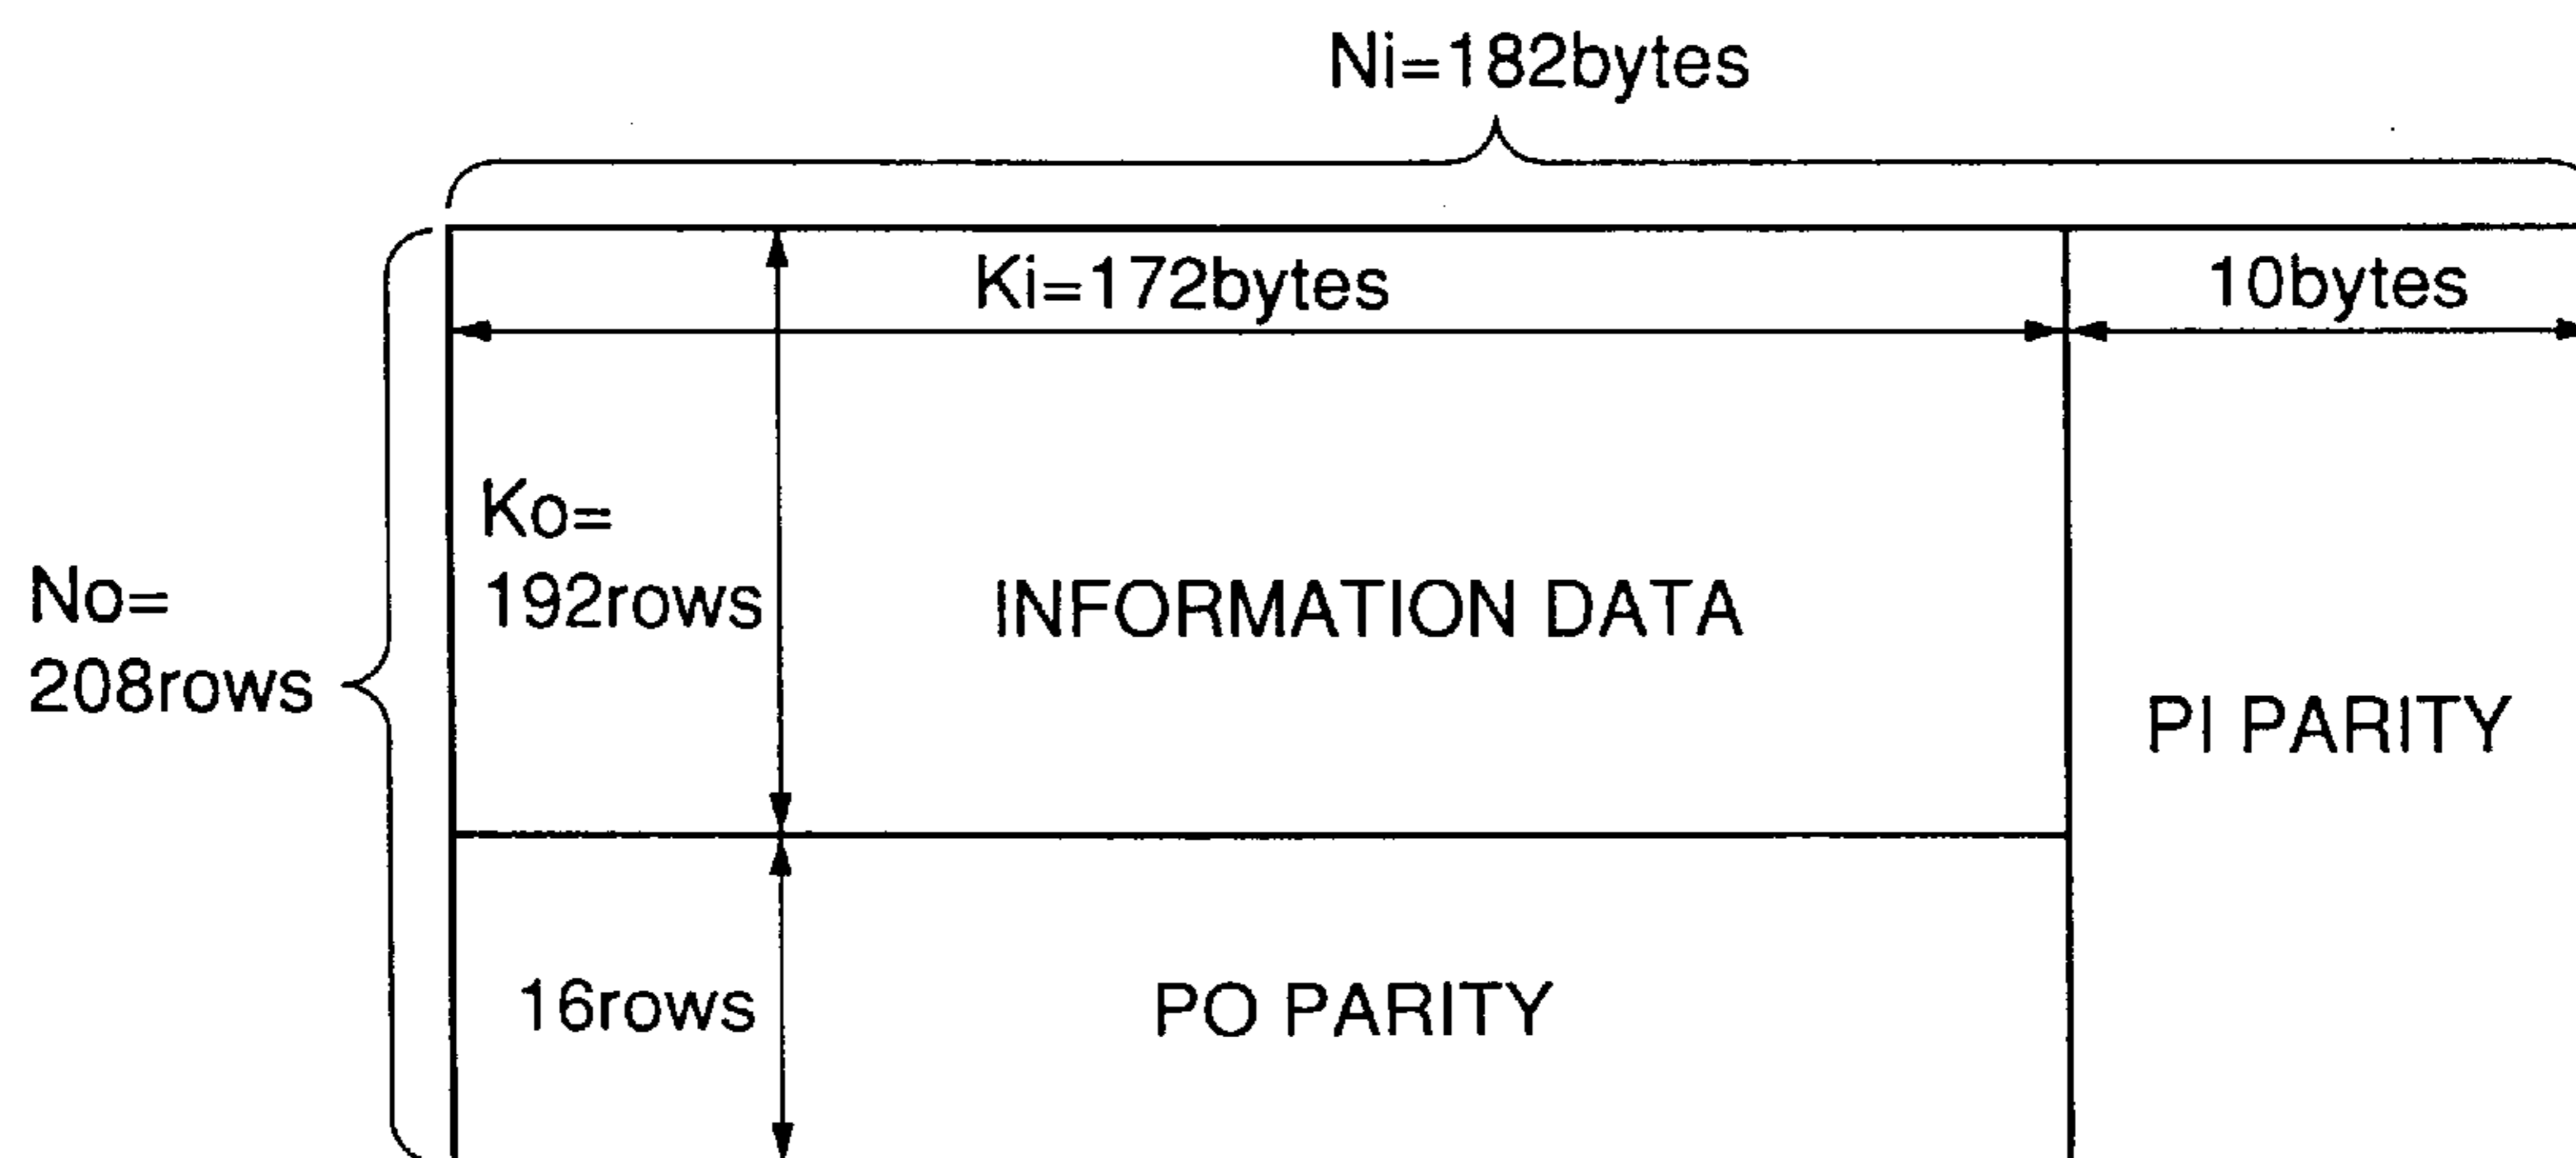 Ni=182bytes
Ki=172bytes
10bytes
Ko=
192rows
INFORMATION DATA
No=
208rows
PI PARITY
16rows
PO PARITY